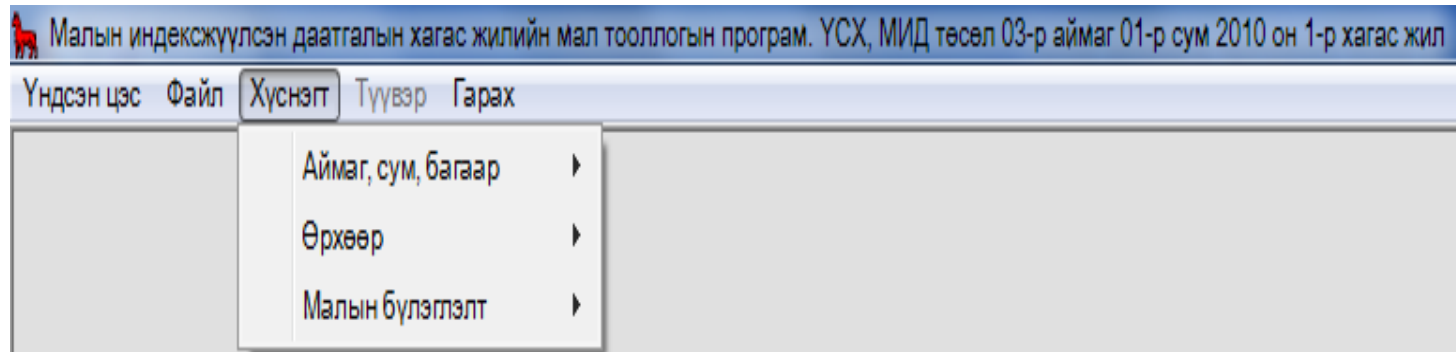 Малын индексжүүлсэн даатгалын хагас жилийн мал тооллогын програм. ҮСХ, МИД төсөл 03-р аймаг 01-р сум 2010 он 1-р хагас жил
Үндсэн цэс Файл Хүснэгт Түүвэр Гарах
Аймаг, сум, багаар
Өрхөөр
Малын бүлэглэлт